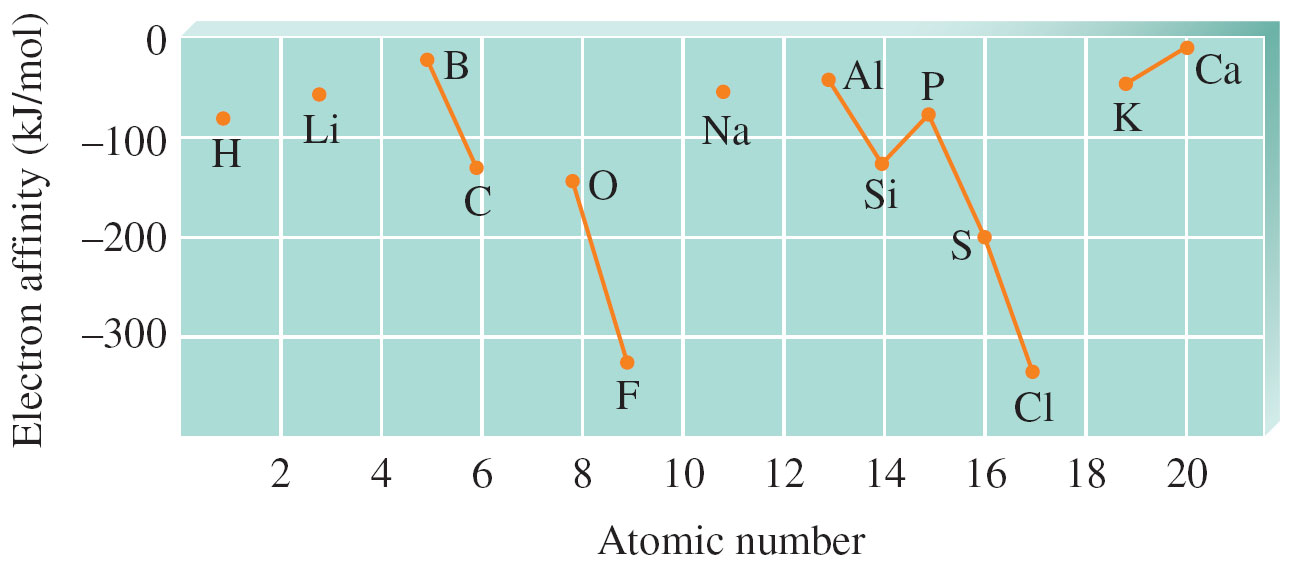 Electron affinity (kJ/mol)
0
–100
–200
–300
H
Li
B
C
O
F
Na
Al
Si
P
S
Cl
K
Ca
2 4 6 8 10 12 14 16 18 20
Atomic number